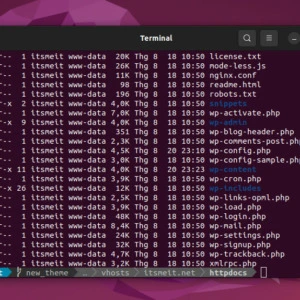 Terminal
r-- 1 itsmeit www-data 20K Thg 8 18 10:50 license.txt
r-- 1 itsmeit www-data 26K Thg 8 18 10:50 mode-less.js
r-- 1 itsmeit www-data 11K Thg 8 18 10:50 nginx.conf
r-- 1 itsmeit www-data 98 Thg 8 18 10:50 readme.html
r-- 1 itsmeit www-data 196 Thg 8 18 10:50 robots.txt
r-x 2 itsmeit www-data 4,0K Thg 8 18 10:50 snippets
r-- 1 itsmeit www-data 7,0K Thg 8 18 10:50 wp-activate.php
r-x 9 itsmeit www-data 4,0K Thg 8 18 10:50 wp-admin
r-- 1 itsmeit www-data 351 Thg 8 18 10:50 wp-blog-header.php
r-- 1 itsmeit www-data 2,3K Thg 8 18 10:50 wp-comments-post.php
r-- 1 itsmeit www-data 4,5K Thg 8 20 23:10 wp-config.php
r-- 1 itsmeit www-data 3,0K Thg 8 18 10:50 wp-config-sample.php
r-x 11 itsmeit www-data 4,0K Thg 8 20 23:23 wp-content
r-- 1 itsmeit www-data 3,9K Thg 8 18 10:50 wp-cron.php
r-x 26 itsmeit www-data 12K Thg 8 18 10:50 wp-includes
r-- 1 itsmeit www-data 2,5K Thg 8 18 10:50 wp-links-opml.php
r-- 1 itsmeit www-data 3,9K Thg 8 18 10:50 wp-load.php
r-- 1 itsmeit www-data 48K Thg 8 18 10:50 wp-login.php
r-- 1 itsmeit www-data 8,4K Thg 8 18 10:50 wp-mail.php
r-- 1 itsmeit www-data 24K Thg 8 18 10:50 wp-settings.php
r-- 1 itsmeit www-data 32K Thg 8 18 10:50 wp-signup.php
r-- 1 itsmeit www-data 4,7K Thg 8 18 10:50 wp-trackback.php
r-- 1 itsmeit www-data 3,2K Thg 8 18 10:50 xmlrpc.php
new_theme … vhosts itsmeit.net httpdocs